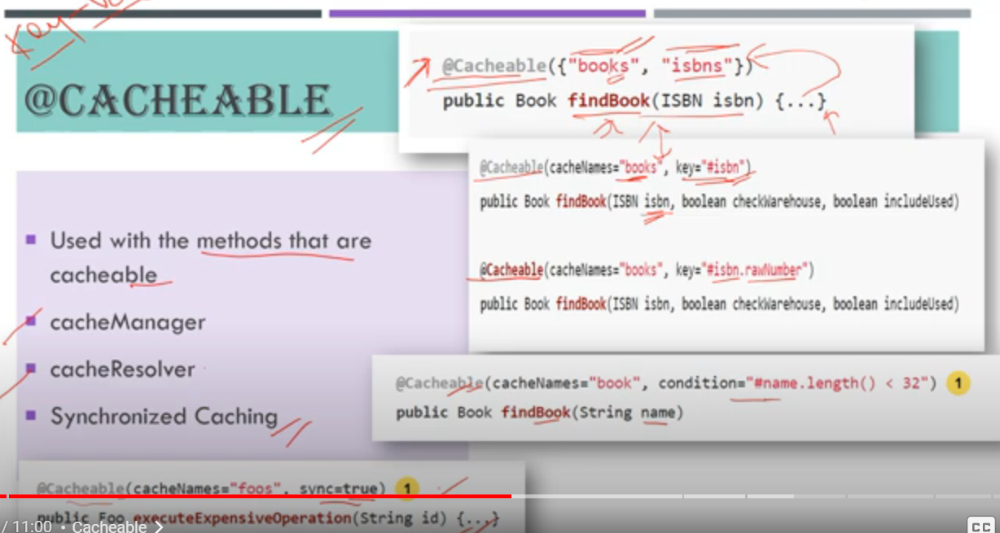 Key-
@CACHEABLE
@Cacheable({"books", "isbns"})
public Book findBook(ISBN isbn) {...}
@Cacheable(cacheNames="books", key="#isbn")
public Book findBook(ISBN isbn, boolean checkWarehouse, boolean includeUsed)
@Cacheable(cacheNames="books", key="#isbn.rawNumber")
public Book findBook(ISBN isbn, boolean checkWarehouse, boolean includeUsed)
Used with the methods that are
cacheable
cacheManager
cacheResolver
Synchronized Caching
@Cacheable(cacheNames="book", condition="#name.length() < 32") 1
public Book findBook(String name)
@Cacheable(cacheNames="foos", sync=true) 1
public Foo executeExpensiveOperation(String id) {...}
/ 11:00 • Cacheable >
CC